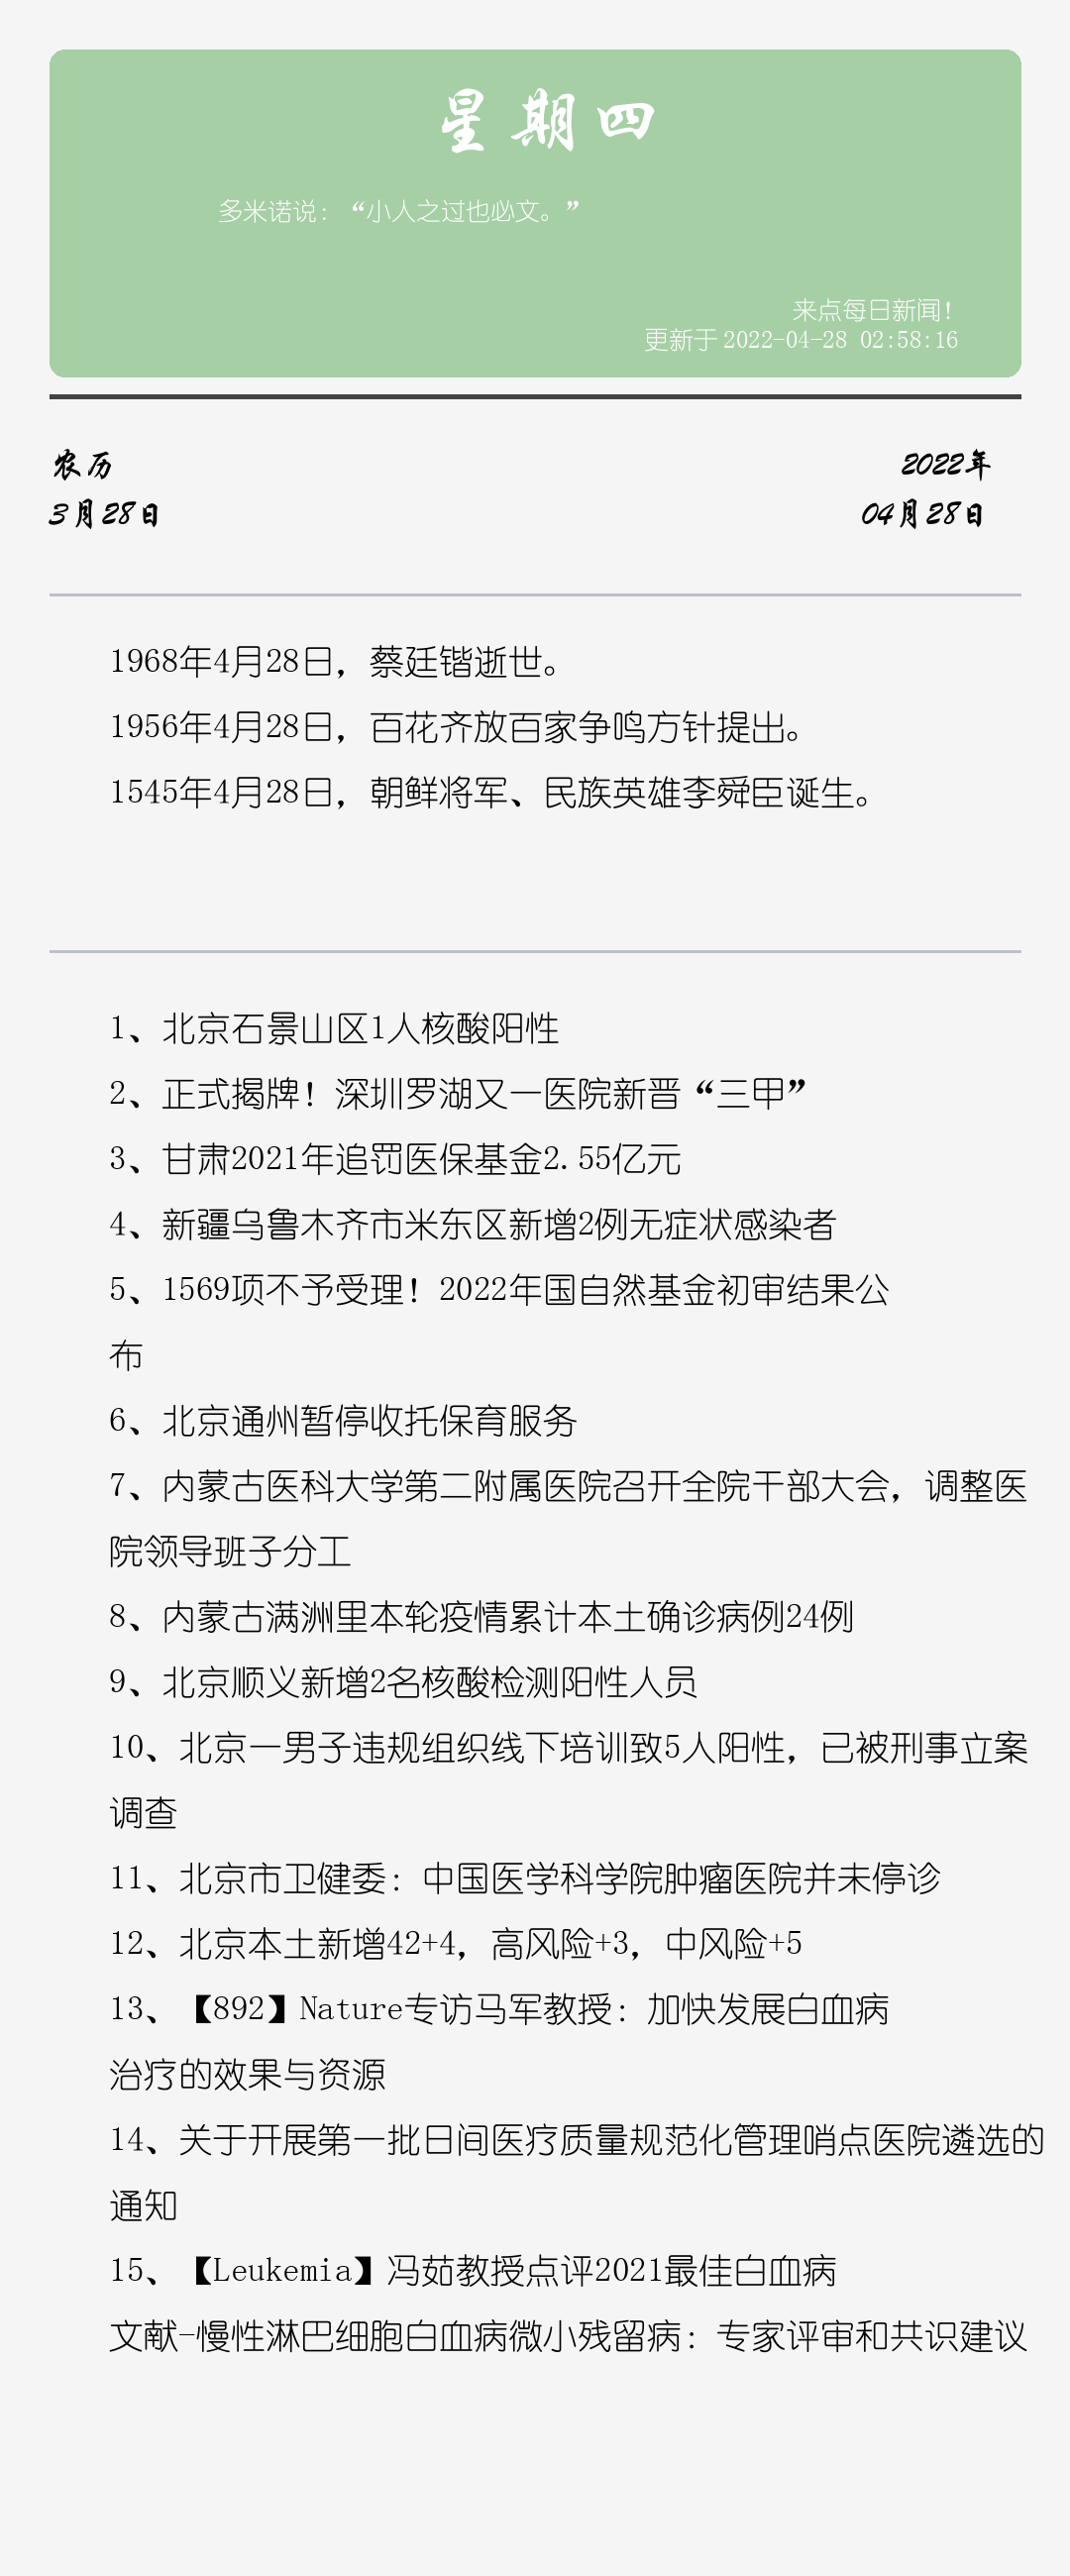 星期四
多米诺说：“小人之过也必文。”
来点每日新闻！
更新于2022-04-28 02:58:16
农历
2022年
3月28日
04月28日
1968年4月28日，蔡廷锴逝世。
1956年4月28日，百花齐放百家争鸣方针提出。
1545年4月28日，朝鲜将军、民族英雄李舜臣诞生。
1、北京石景山区1人核酸阳性
2、正式揭牌！深圳罗湖又一医院新晋“三甲”
3、甘肃2021年追罚医保基金2.55亿元
4、新疆乌鲁木齐市米东区新增2例无症状感染者
5、1569项不予受理！2022年国自然基金初审结果公
布
6、北京通州暂停收托保育服务
7、内蒙古医科大学第二附属医院召开全院干部大会，调整医
院领导班子分工
8、内蒙古满洲里本轮疫情累计本土确诊病例24例
9、北京顺义新增2名核酸检测阳性人员
10、北京一男子违规组织线下培训致5人阳性，已被刑事立案
调查
11、北京市卫健委：中国医学科学院肿瘤医院并未停诊
12、北京本土新增42+4，高风险+3，中风险+5
13、【892】Nature专访马军教授：加快发展白血病
治疗的效果与资源
14、关于开展第一批日间医疗质量规范化管理哨点医院遴选的
通知
15、【Leukemia】冯茹教授点评2021最佳白血病
文献-慢性淋巴细胞白血病微小残留病：专家评审和共识建议